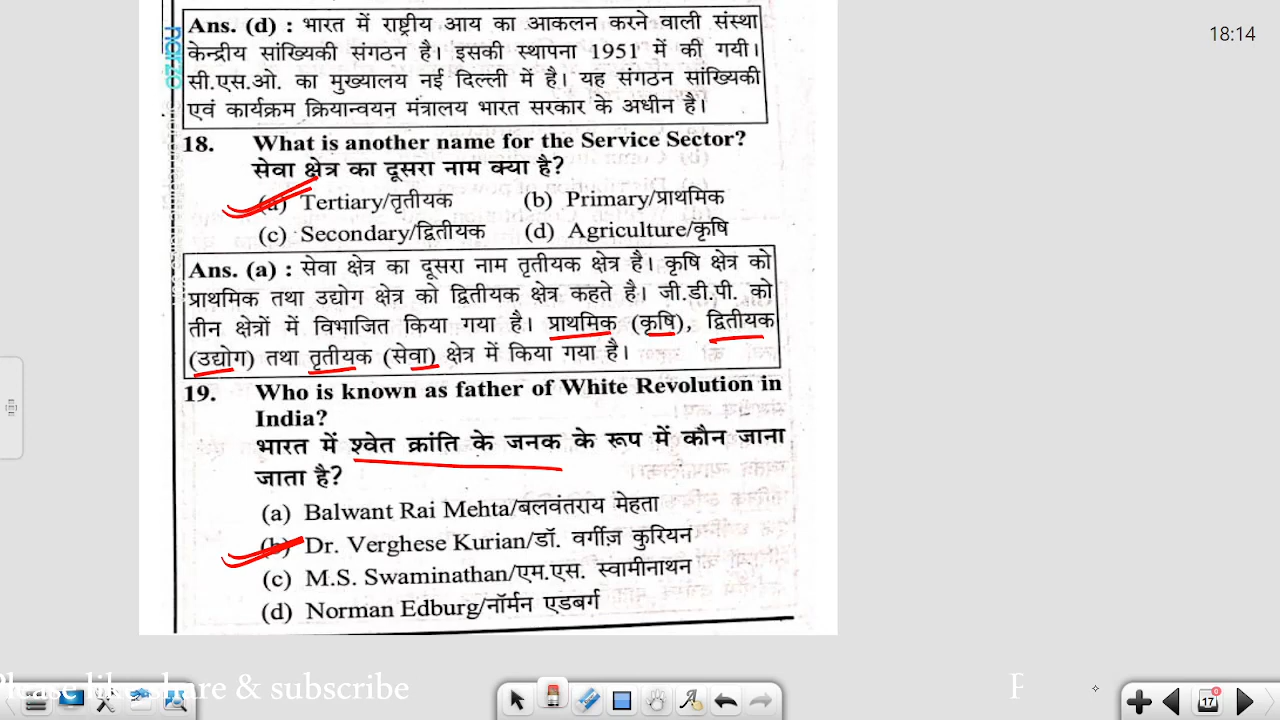 Ans. (d) : भारत में राष्ट्रीय आय का आकलन करने वाली संस्था
केन्द्रीय सांख्यिकी संगठन है। इसकी स्थापना 1951 में की गयी।
सी.एस.ओ. का मुख्यालय नई दिल्ली में है। यह संगठन सांख्यिकी
एवं कार्यक्रम क्रियान्वयन मंत्रालय भारत सरकार के अधीन है।
18. What is another name for the Service Sector?
सेवा क्षेत्र का दूसरा नाम क्या है?
(a) Tertiary/तृतीयक (b) Primary/प्राथमिक
(c) Secondary/द्वितीयक (d) Agriculture/कृषि
Ans. (a) : सेवा क्षेत्र का दूसरा नाम तृतीयक क्षेत्र है। कृषि क्षेत्र को
प्राथमिक तथा उद्योग क्षेत्र को द्वितीयक क्षेत्र कहते है। जी.डी.पी. को
तीन क्षेत्रों में विभाजित किया गया है। प्राथमिक (कृषि), द्वितीयक
(उद्योग) तथा तृतीयक (सेवा) क्षेत्र में किया गया है।
19. Who is known as father of White Revolution in
India?
भारत में श्वेत क्रांति के जनक के रूप में कौन जाना
जाता है?
(a) Balwant Rai Mehta/बलवंतराय मेहता
(b) Dr. Verghese Kurian/डॉ. वर्गीज़ कुरियन
(c) M.S. Swaminathan/एम.एस. स्वामीनाथन
(d) Norman Edburg/नॉर्मन एडबर्ग
18:14
narzo
Please like share & subscribe
17